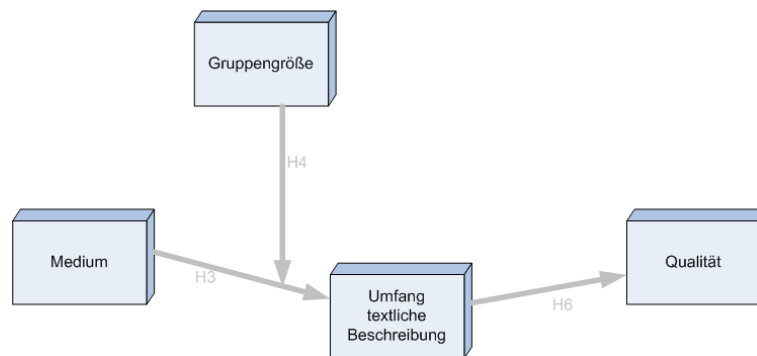 Gruppengröße
H4
Medium
H3
Umfang
textliche
Beschreibung
H6
Qualität